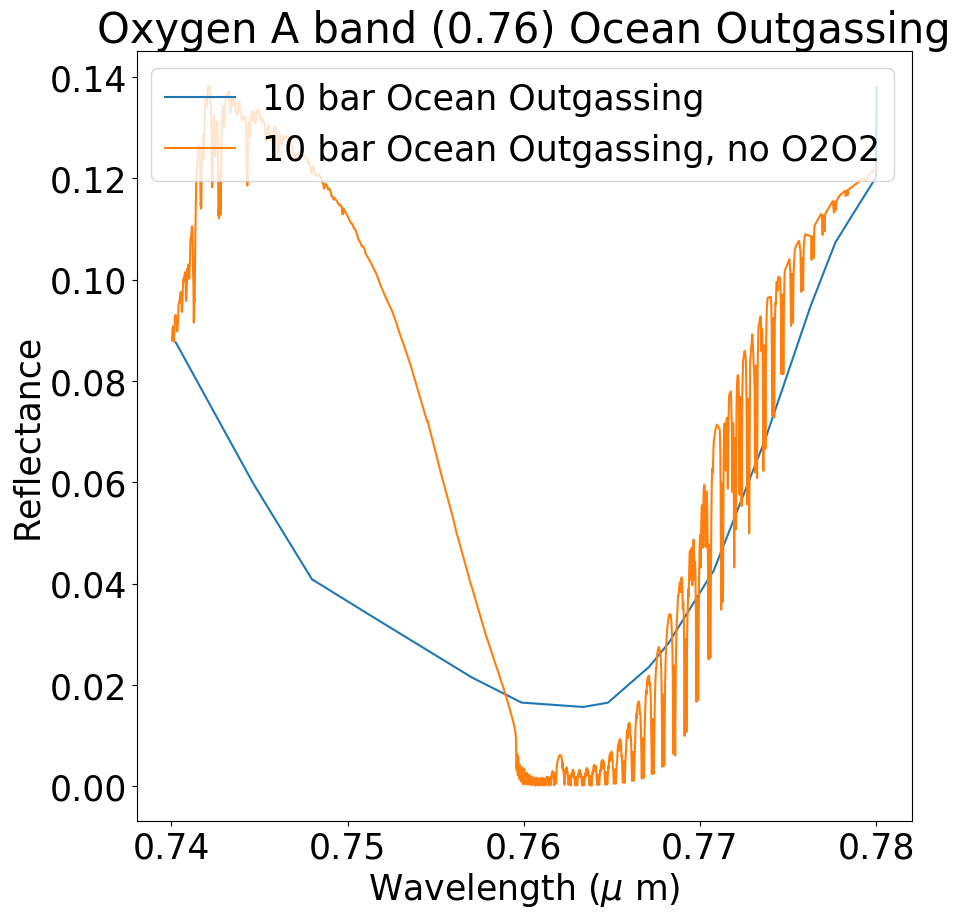 Oxygen A band (0.76) Ocean Outgassing
10 bar Ocean Outgassing
10 bar Ocean Outgassing, no O2O2
Reflectance
0.14
0.12
0.10
0.08
0.06
0.04
0.02
0.00
0.74 0.75 0.76 0.77 0.78
Wavelength (μ m)